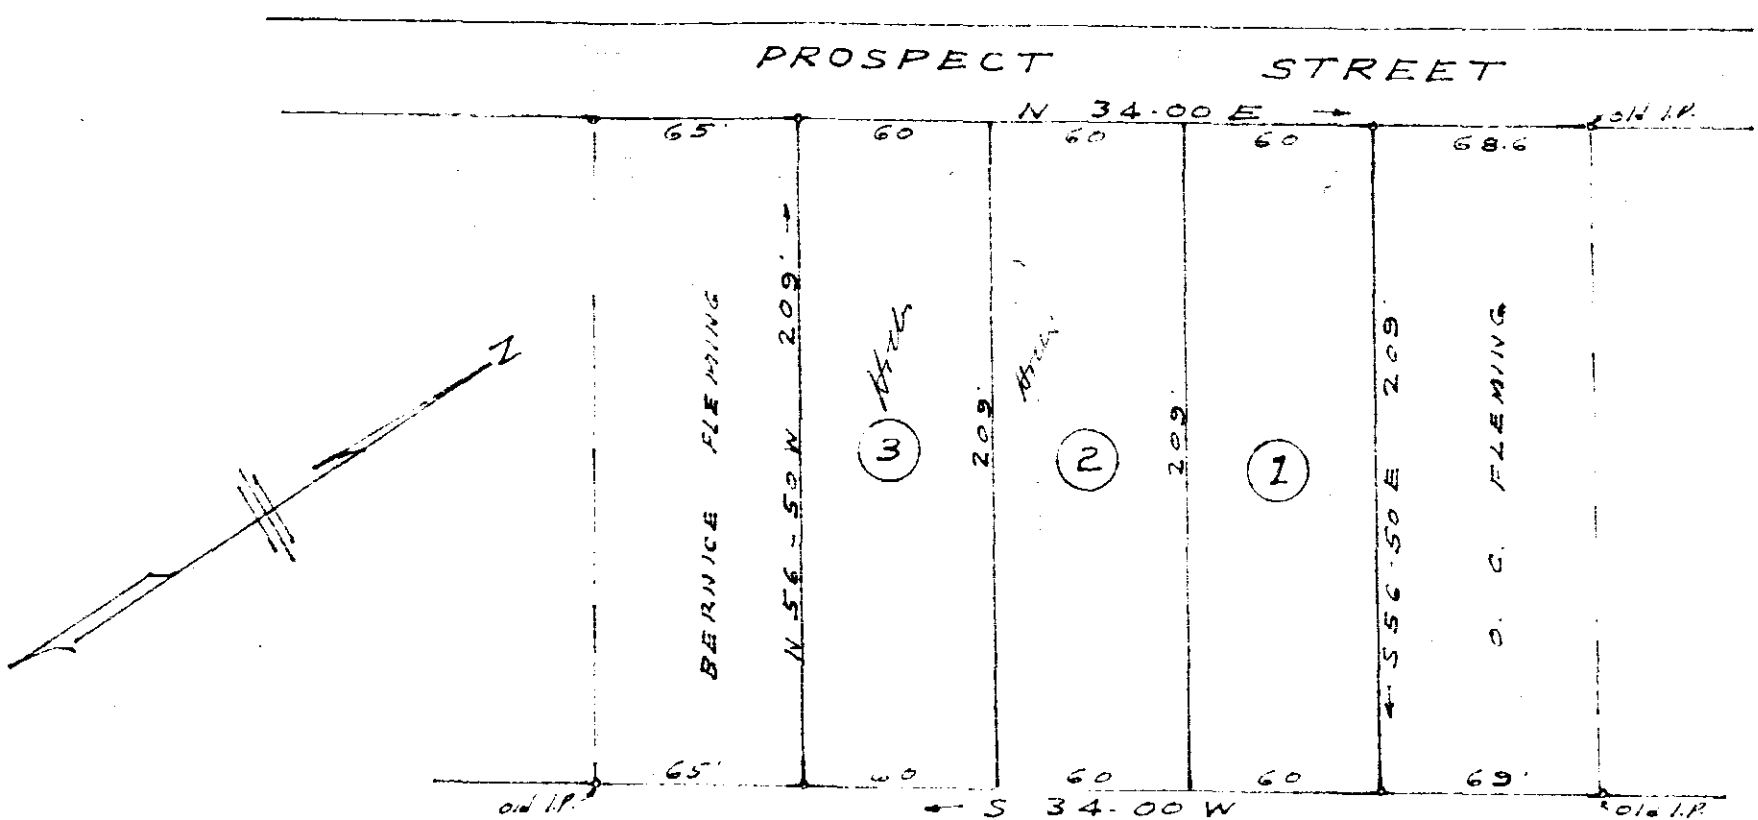 PROSPECT STREET
N 34.00 E
old I.P.
65' 60 60 60 68.6
BERNICE FLEMING
N 56-50 W 209'
3
209'
2
209'
1
S 56-50 E 209'
O. C. FLEMING
N
65' 60 60 60 69'
old I.P.
S 34.00 W
old I.P.